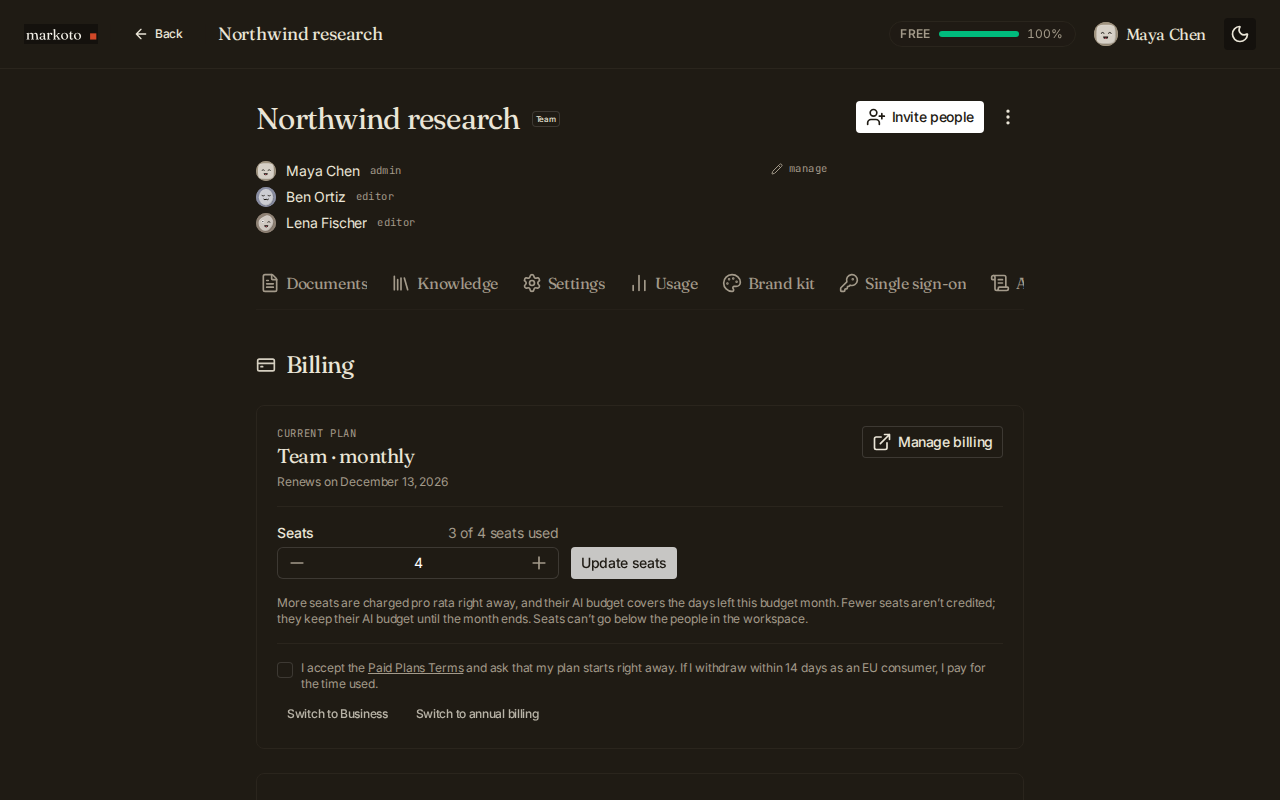 markoto
Back
Northwind research
FREE
100%
Maya Chen
Northwind research
Team
Invite people
Maya Chen admin
manage
Ben Ortiz editor
Lena Fischer editor
Documents
Knowledge
Settings
Usage
Brand kit
Single sign-on
Billing
CURRENT PLAN
Manage billing
Team · monthly
Renews on December 13, 2026
Seats
3 of 4 seats used
4
Update seats
More seats are charged pro rata right away, and their AI budget covers the days left this budget month. Fewer seats aren't credited;
they keep their AI budget until the month ends. Seats can't go below the people in the workspace.
I accept the Paid Plans Terms and ask that my plan starts right away. If I withdraw within 14 days as an EU consumer, I pay for
the time used.
Switch to Business
Switch to annual billing